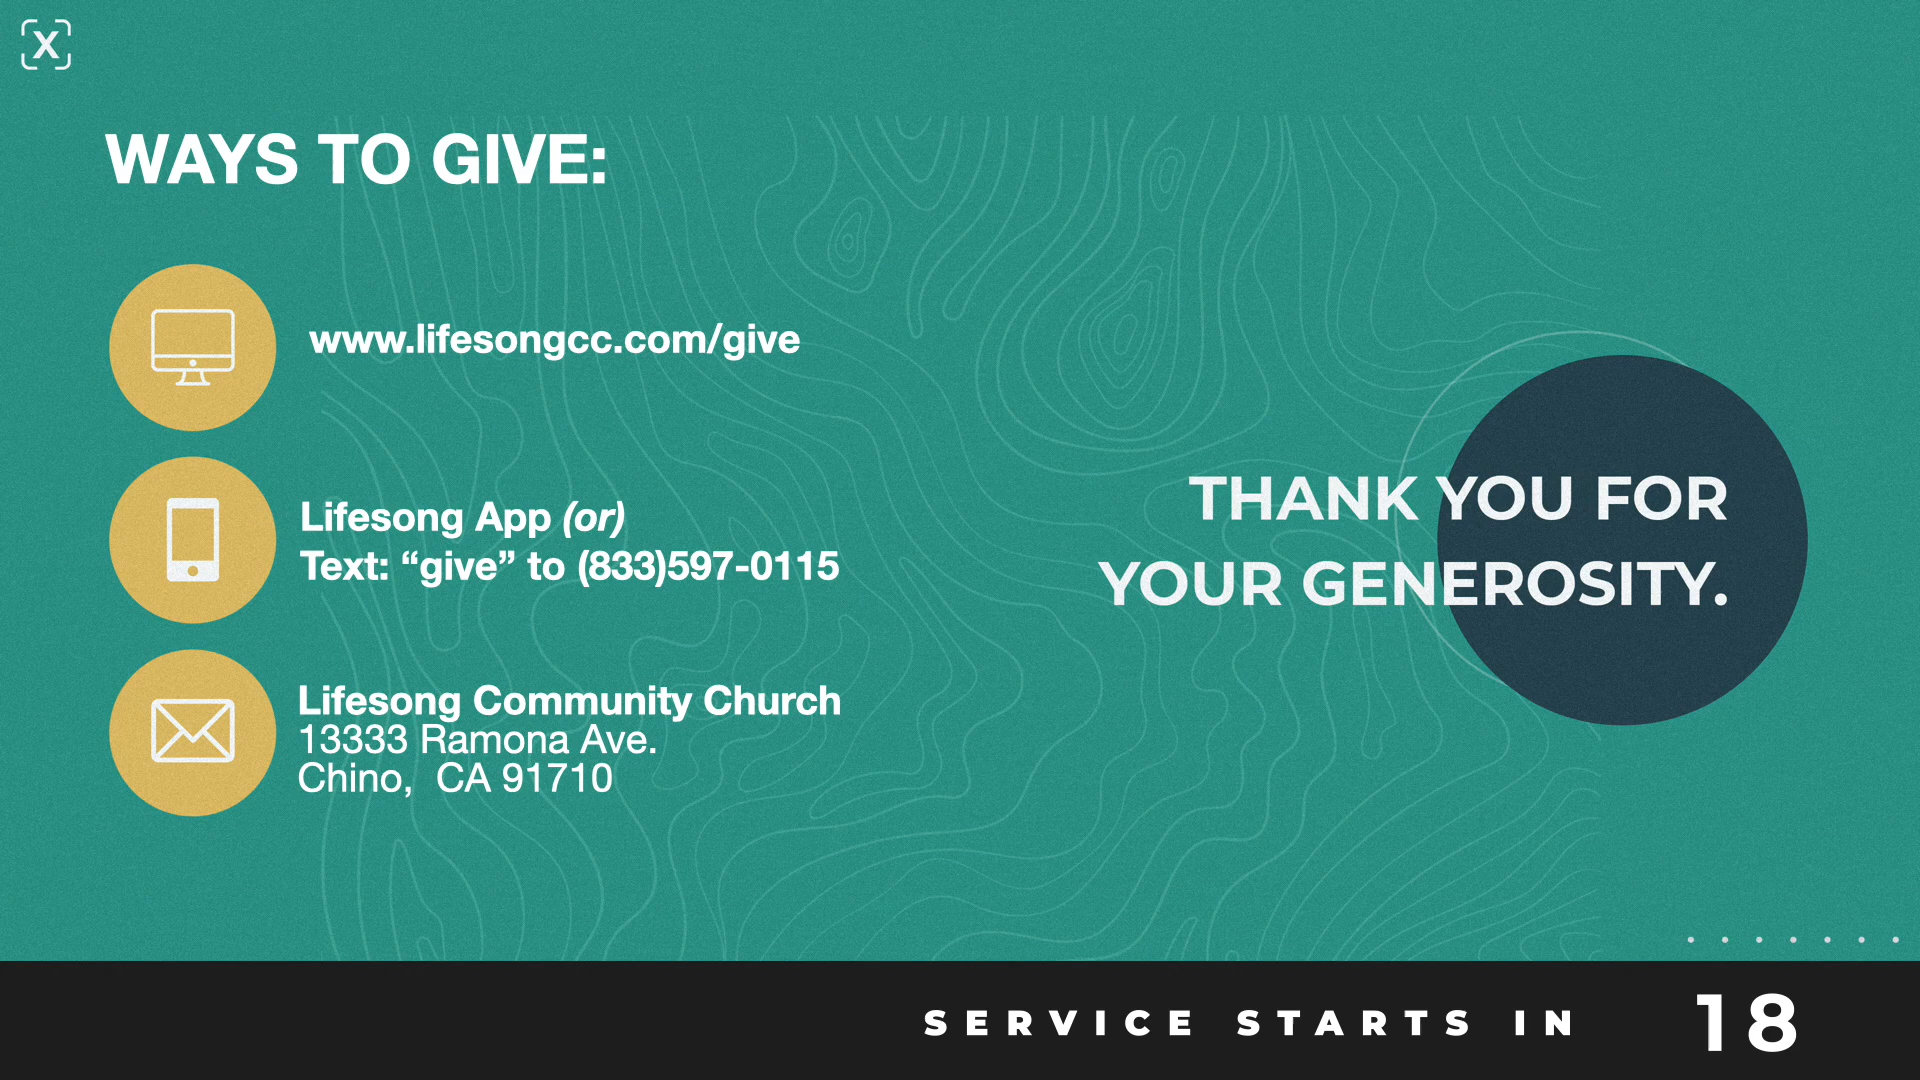 X
WAYS TO GIVE:
www.lifesongcc.com/give
Lifesong App (or)
Text: “give” to (833)597-0115
Lifesong Community Church
13333 Ramona Ave.
Chino,  CA 91710
THANK YOU FOR
YOUR GENEROSITY.
SERVICE STARTS IN 18